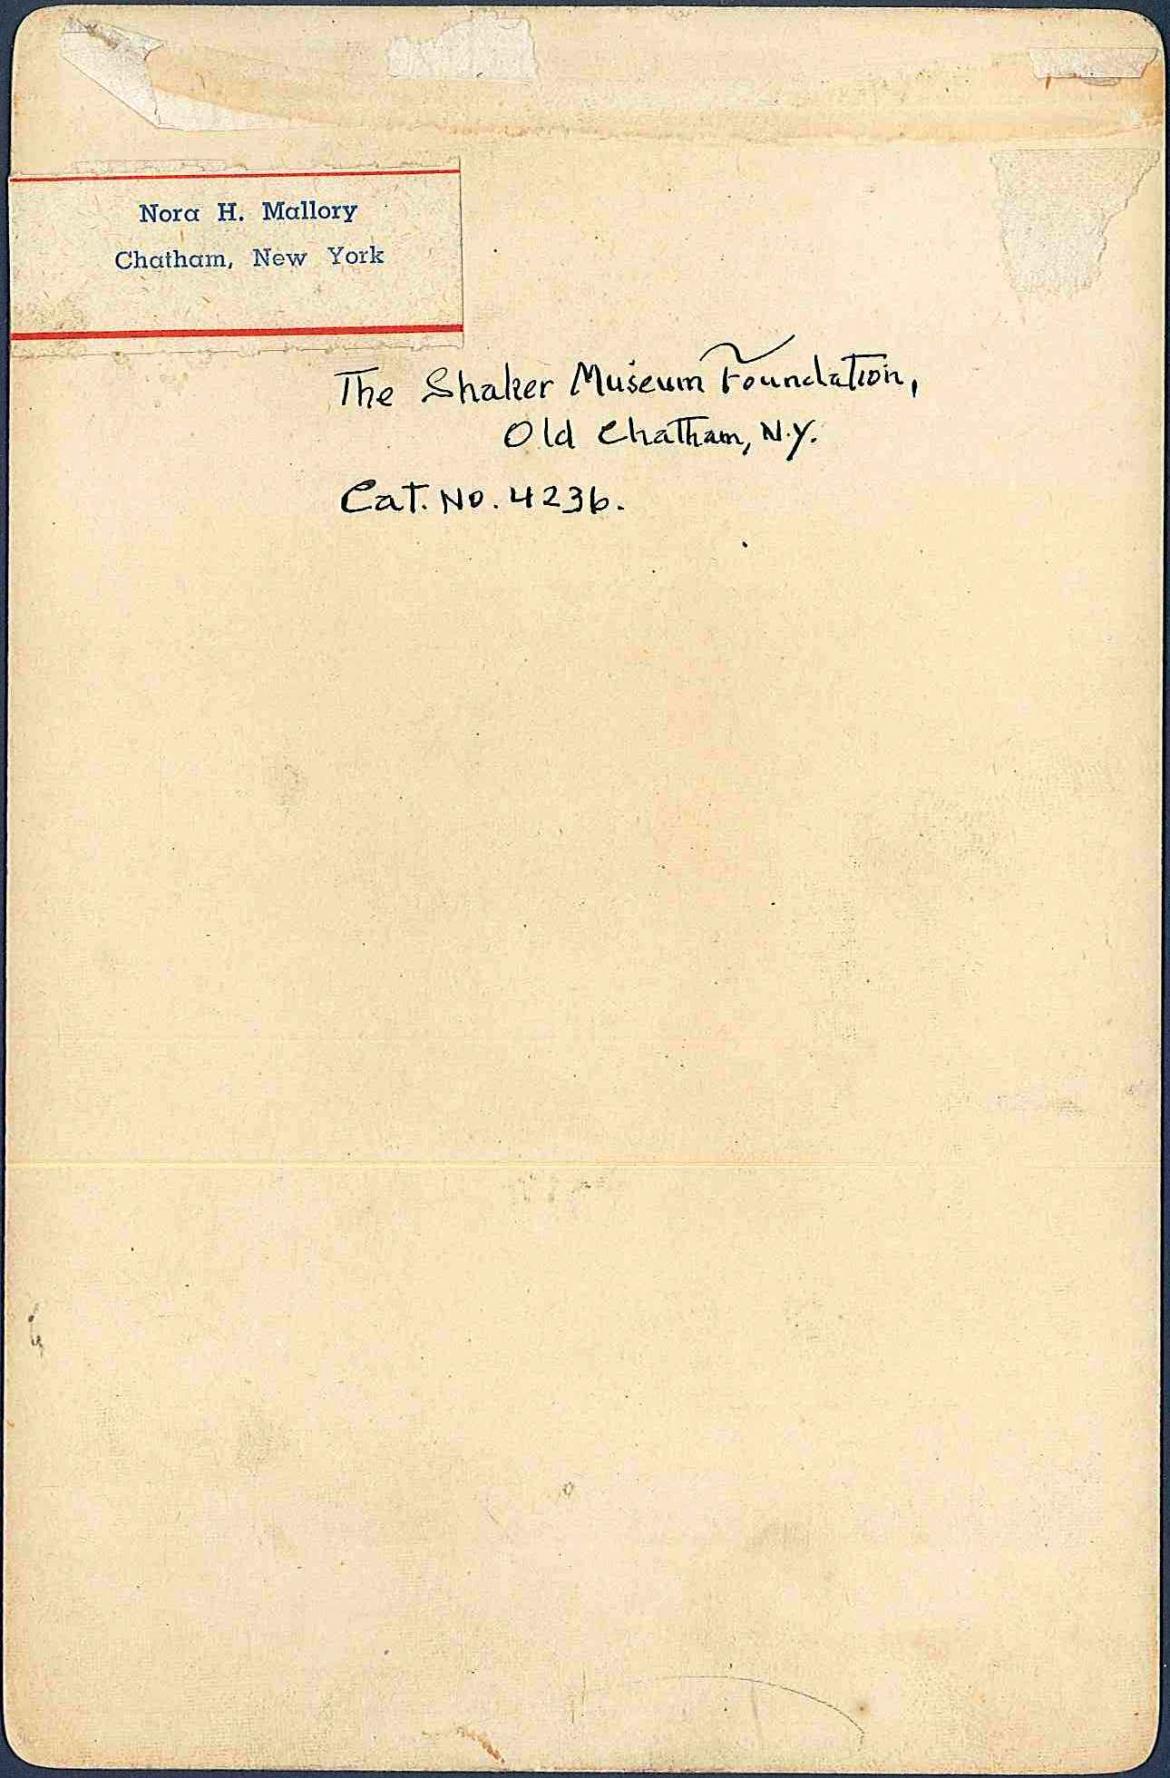 Nora H. Mallory
Chatham, New York
The Shaker Museum Foundation,
Old Chatham, N.Y.
Cat. No. 4236.